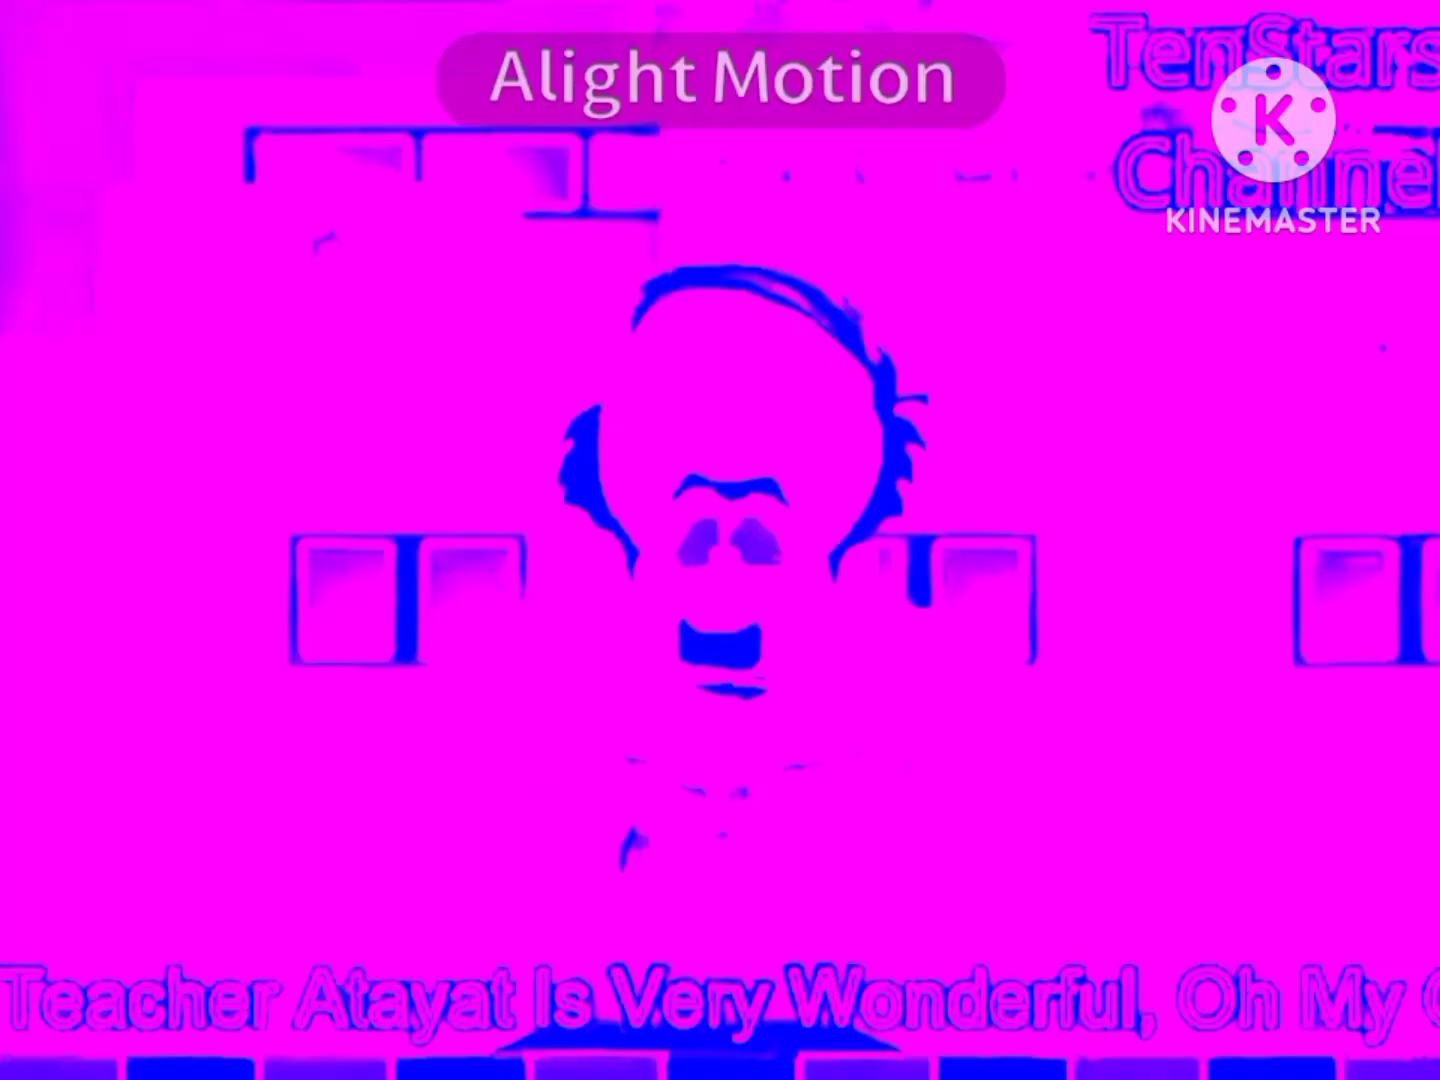 Alight Motion
TenStars
Channel
K
KINEMASTER
Teacher Atayat Is Very Wonderful, Oh My